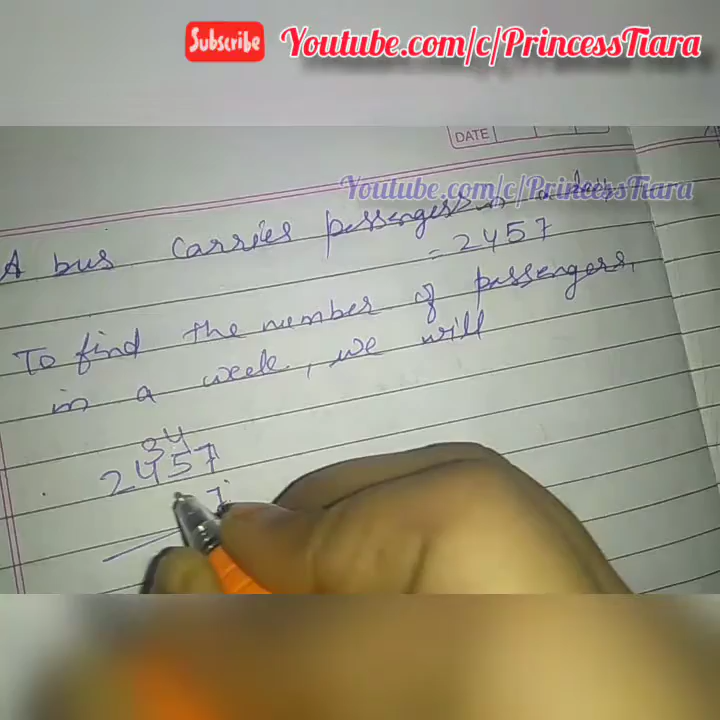 Subscribe Youtube.com/c/PrincessTiara
DATE
Youtube.com/c/PrincessTiara
A bus carries passengers in a day
= 2457
To find the number of passengers,
in a week, we will
34
2457
7